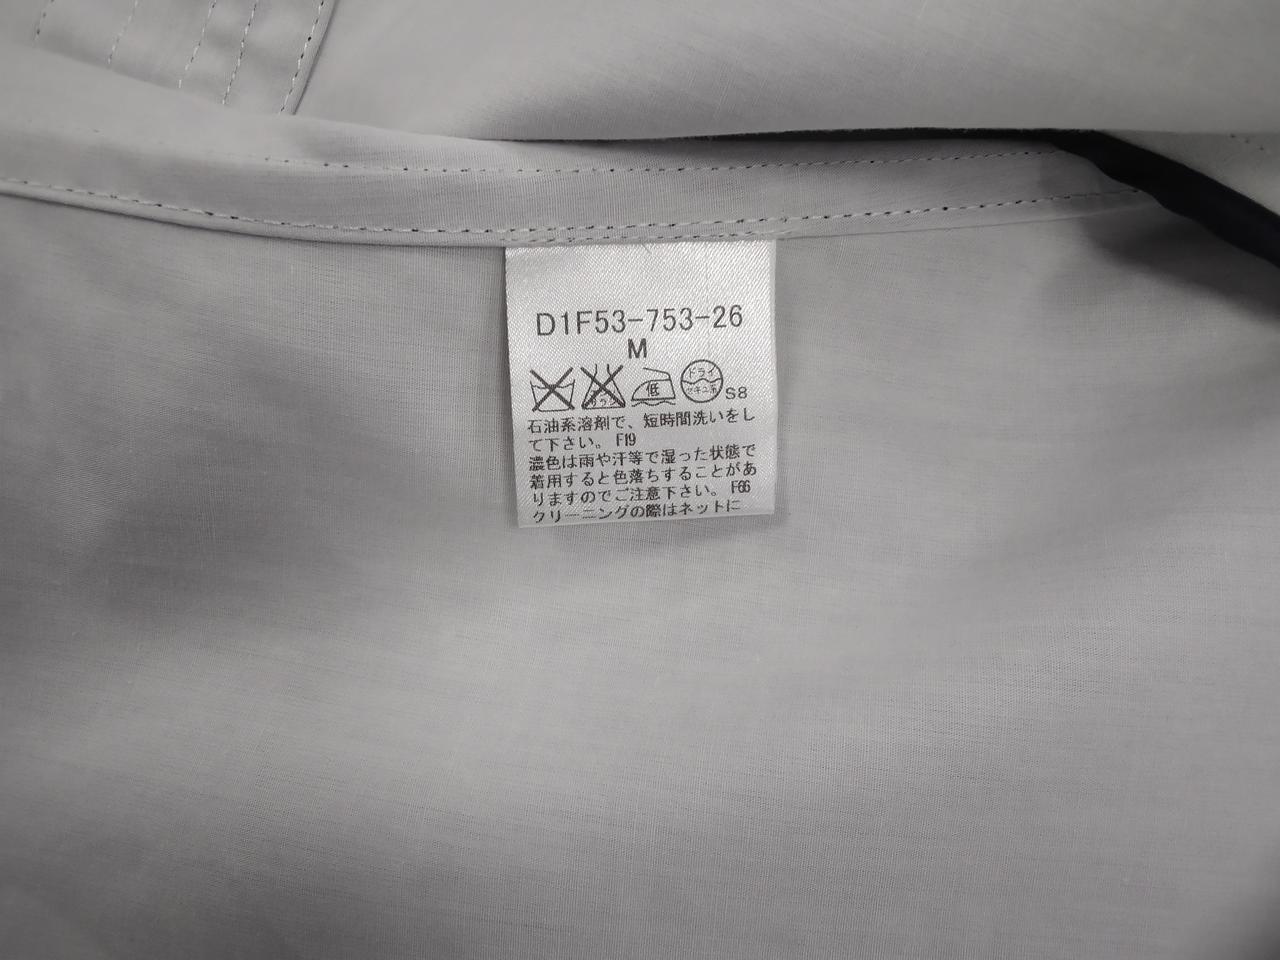 D1F53-753-26
M
低 ドライ セキユ系 S8
石油系溶剤で、短時間洗いをし
て下さい。 F19
濃色は雨や汗等で湿った状態で
着用すると色落ちすることがあ
りますのでご注意下さい。 F66
クリーニングの際はネットに